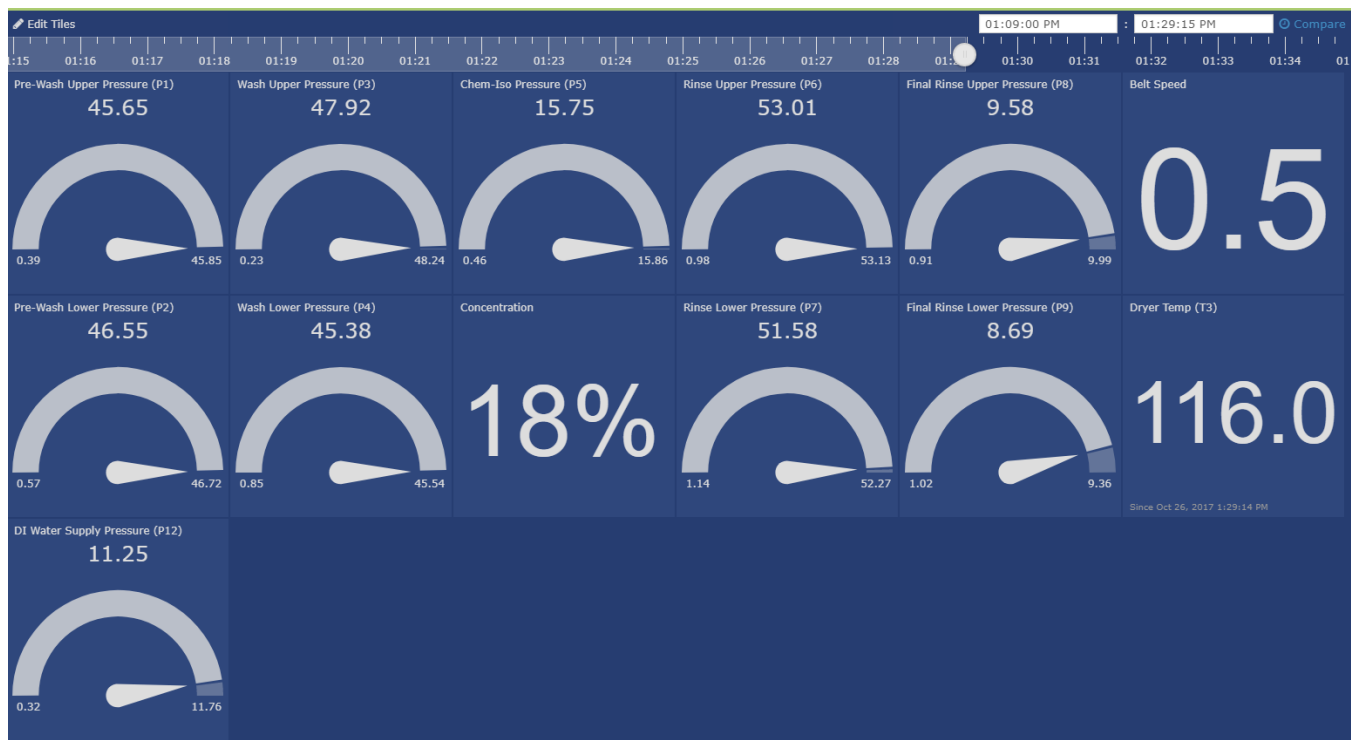 Edit Tiles
01:09:00 PM : 01:29:15 PM Compare
1:15 01:16 01:17 01:18 01:19 01:20 01:21 01:22 01:23 01:24 01:25 01:26 01:27 01:28 01:30 01:31 01:32 01:33 01:34 01
Pre-Wash Upper Pressure (P1)
45.65
0.39 45.85
Wash Upper Pressure (P3)
47.92
0.23 48.24
Chem-Iso Pressure (P5)
15.75
0.46 15.86
Rinse Upper Pressure (P6)
53.01
0.98 53.13
Final Rinse Upper Pressure (P8)
9.58
0.91 9.99
Belt Speed
0.5
Pre-Wash Lower Pressure (P2)
46.55
0.57 46.72
Wash Lower Pressure (P4)
45.38
0.85 45.54
Concentration
18%
Rinse Lower Pressure (P7)
51.58
1.14 52.27
Final Rinse Lower Pressure (P9)
8.69
1.02 9.36
Dryer Temp (T3)
116.0
Since Oct 26, 2017 1:29:14 PM
DI Water Supply Pressure (P12)
11.25
0.32 11.76